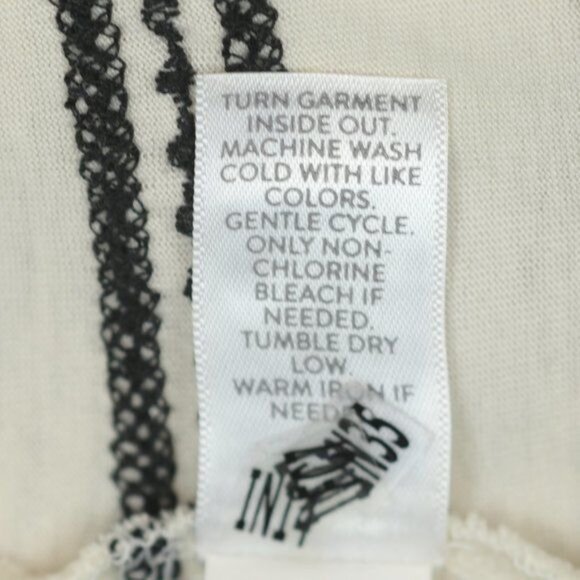 TURN GARMENT
INSIDE OUT.
MACHINE WASH
COLD WITH LIKE
COLORS.
GENTLE CYCLE.
ONLY NON-
CHLORINE
BLEACH IF
NEEDED.
TUMBLE DRY
LOW.
WARM IRON IF